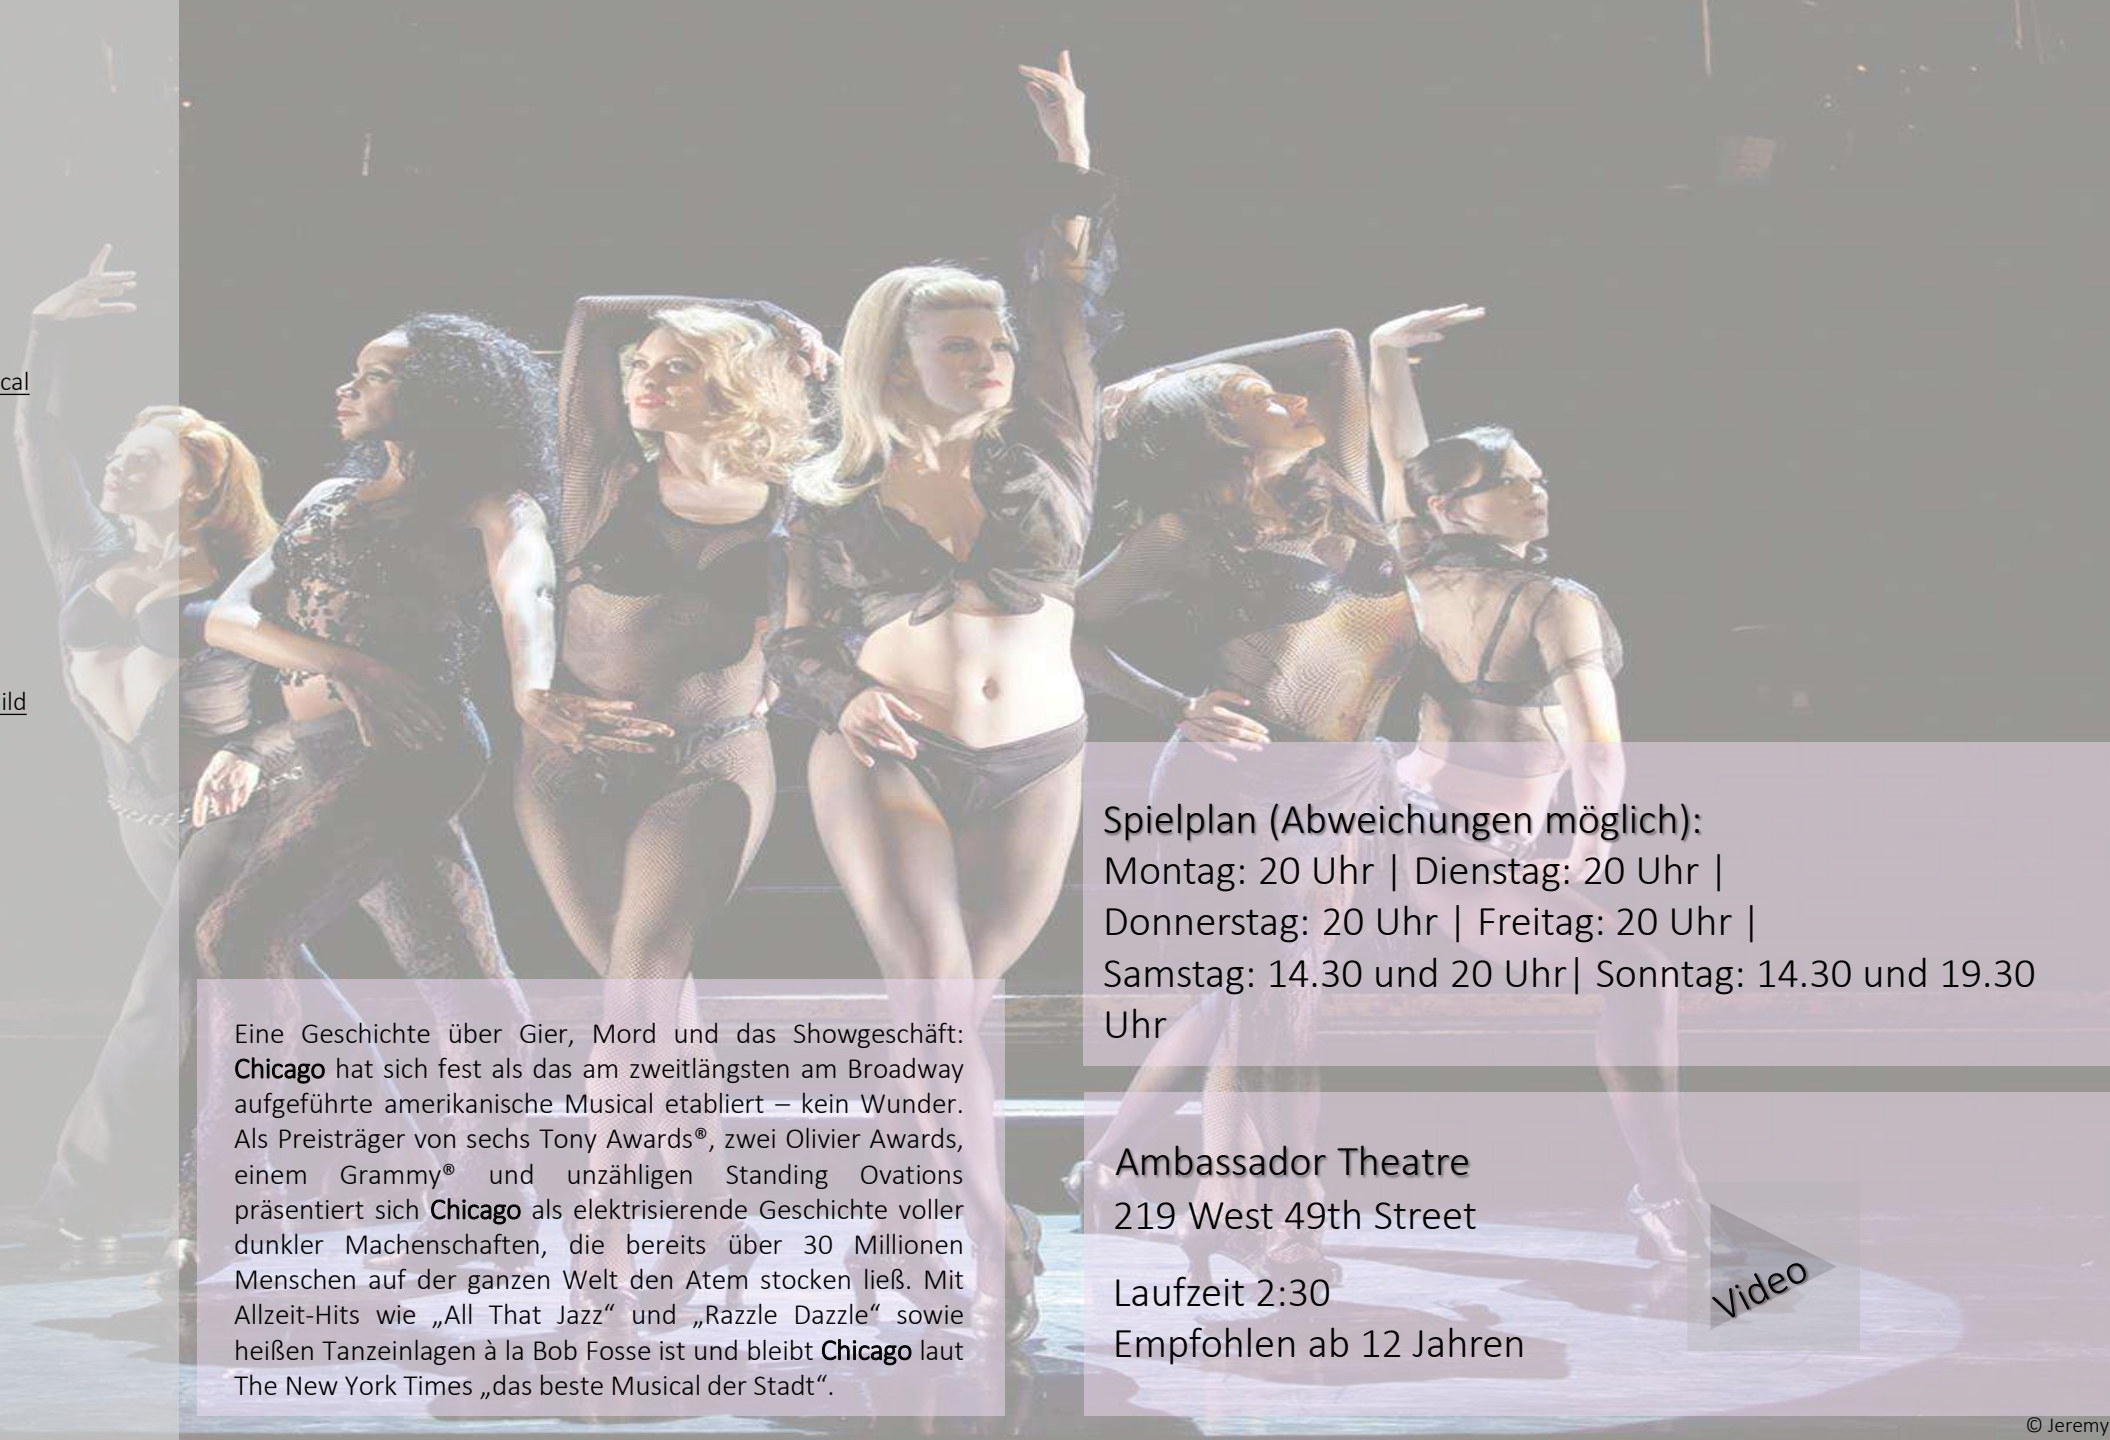 cal
ild
Spielplan (Abweichungen möglich):
Montag: 20 Uhr | Dienstag: 20 Uhr |
Donnerstag: 20 Uhr | Freitag: 20 Uhr |
Samstag: 14.30 und 20 Uhr| Sonntag: 14.30 und 19.30
Uhr
Eine Geschichte über Gier, Mord und das Showgeschäft:
Chicago hat sich fest als das am zweitlängsten am Broadway
aufgeführte amerikanische Musical etabliert – kein Wunder.
Als Preisträger von sechs Tony Awards®, zwei Olivier Awards,
einem Grammy® und unzähligen Standing Ovations
präsentiert sich Chicago als elektrisierende Geschichte voller
dunkler Machenschaften, die bereits über 30 Millionen
Menschen auf der ganzen Welt den Atem stocken ließ. Mit
Allzeit-Hits wie „All That Jazz“ und „Razzle Dazzle“ sowie
heißen Tanzeinlagen à la Bob Fosse ist und bleibt Chicago laut
The New York Times „das beste Musical der Stadt“.
Ambassador Theatre
219 West 49th Street
Laufzeit 2:30
Empfohlen ab 12 Jahren
Video
© Jeremy